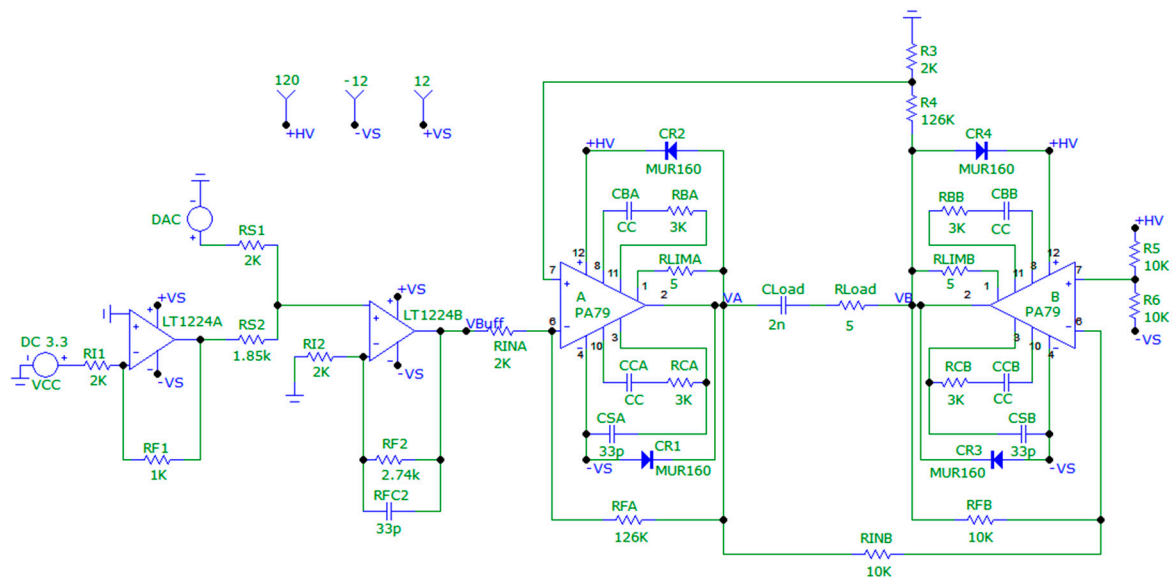 R3
2K
R4
126K
120
-12
12
+HV
-VS
+VS
CR2
+HV
MUR160
CR4
+HV
MUR160
CBA
RBA
CC
3K
RBB
CBB
3K
CC
DAC
-
+
RS1
2K
12
+
8
11
RLIMA
5
1
7
+
A
PA79
2
6
-
4
10
3
VA
CLoad
2n
RLoad
5
VB
RLIMB
5
1
11
8
12
+
2
B
PA79
7
+
6
-
3
10
4
+HV
R5
10K
R6
10K
-VS
+VS
LT1224A
+
-
-VS
RS2
1.85k
+VS
LT1224B
+
-
-VS
VBuff
RINA
2K
DC 3.3
-
+
VCC
RI1
2K
RI2
2K
RF1
1K
RF2
2.74k
RFC2
33p
CCA
RCA
CC
3K
CSA
33p
-VS
CR1
MUR160
RCB
CCB
3K
CC
CSB
33p
CR3
-VS
MUR160
RFA
126K
RFB
10K
RINB
10K